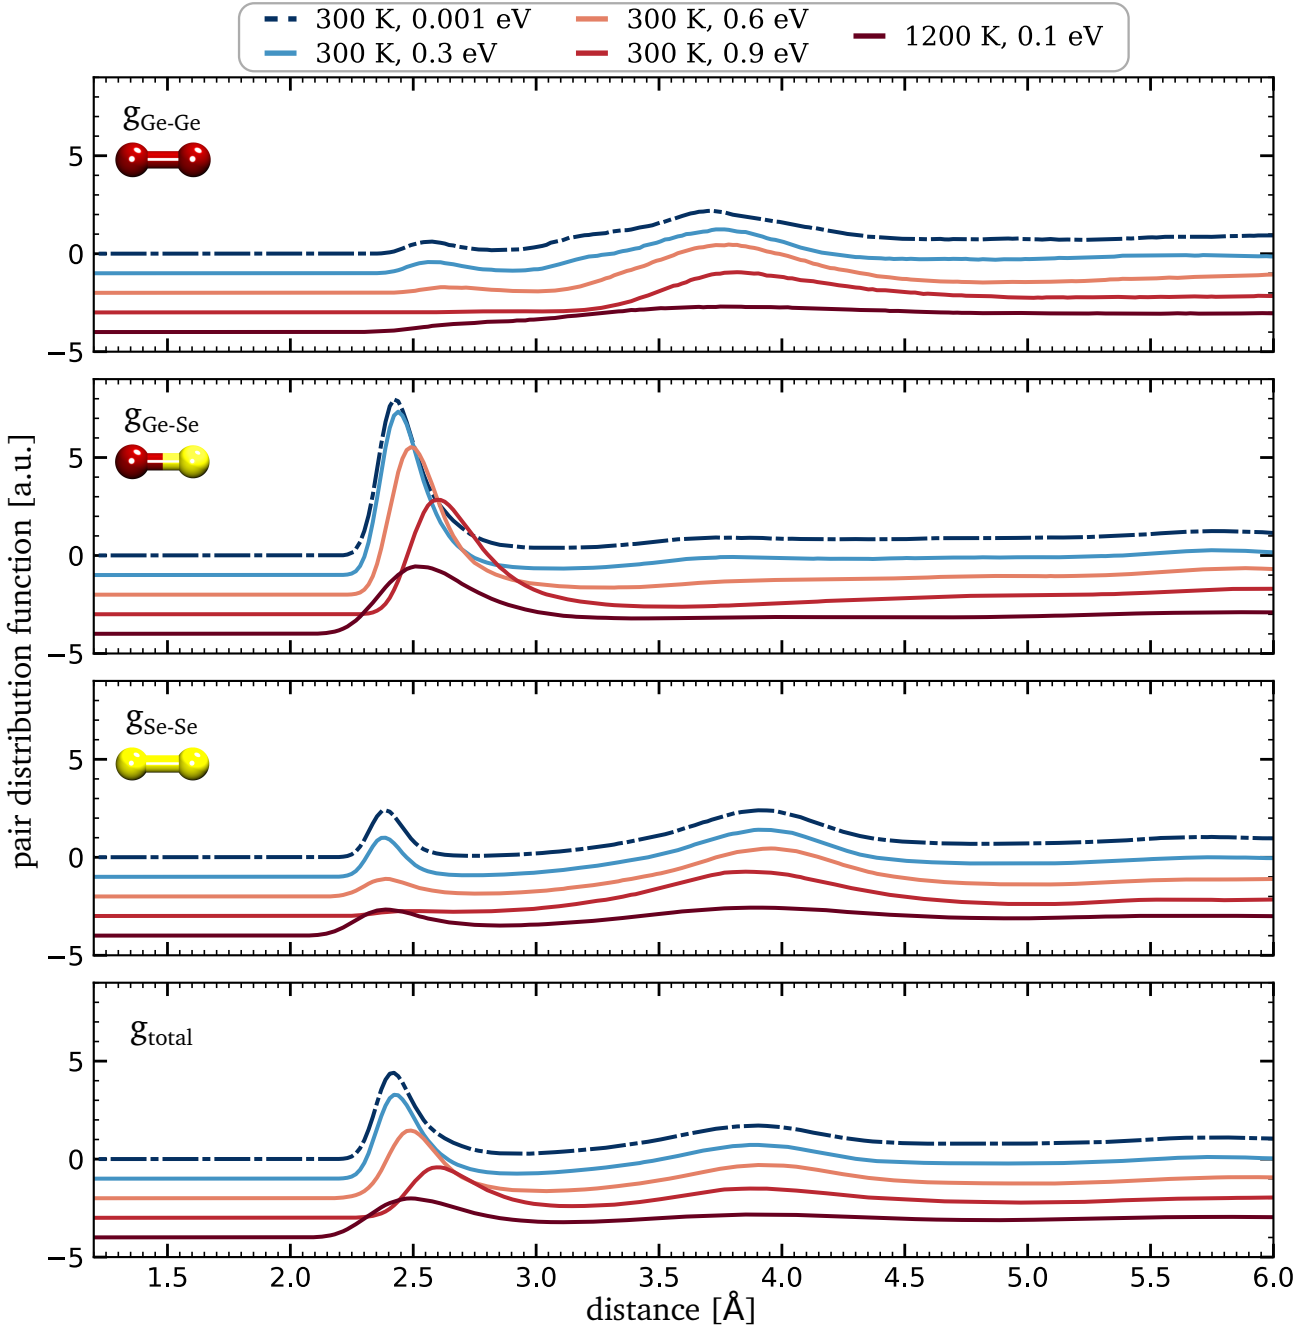 300 K, 0.001 eV
300 K, 0.3 eV
300 K, 0.6 eV
300 K, 0.9 eV
1200 K, 0.1 eV
pair distribution function [a.u.]
gGe-Ge
5
0
−5
gGe-Se
5
0
−5
gSe-Se
5
0
−5
gtotal
5
0
−5
1.5 2.0 2.5 3.0 3.5 4.0 4.5 5.0 5.5 6.0
distance [Å]